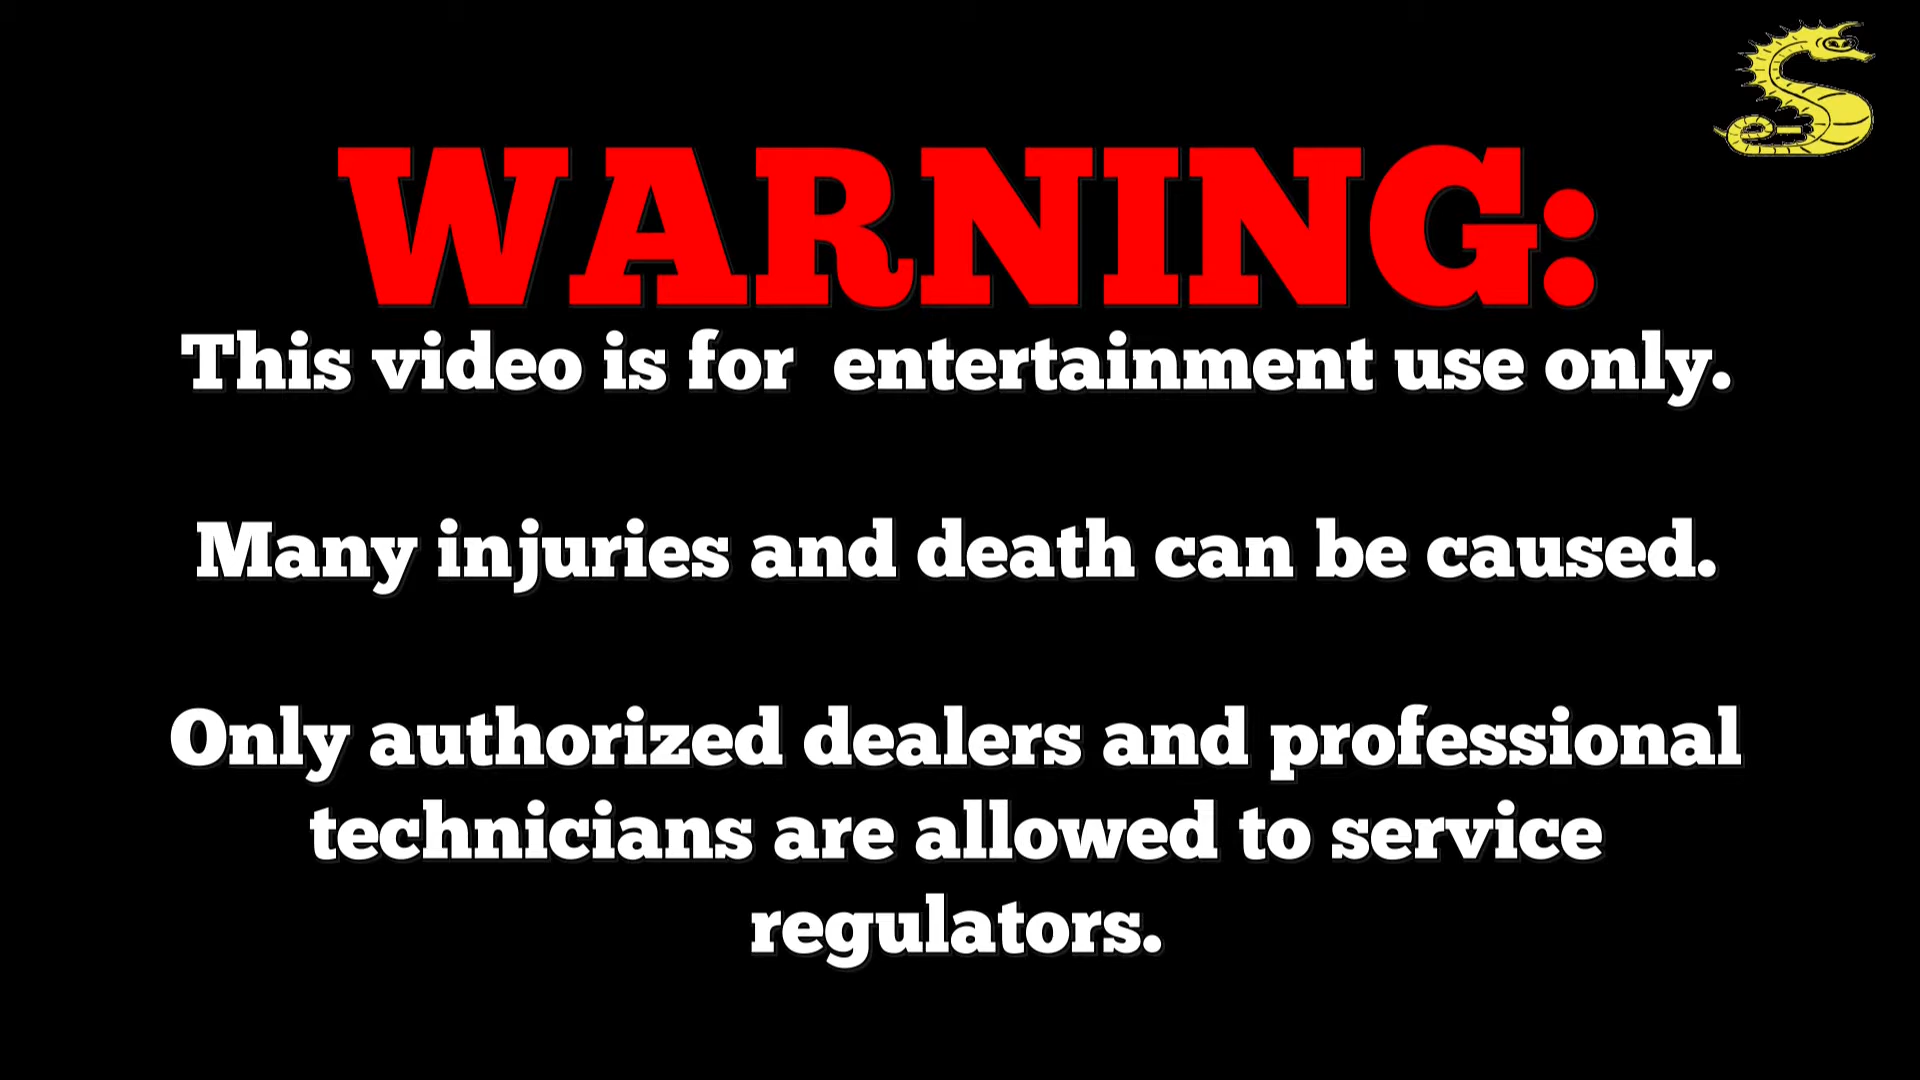 WARNING:
This video is for  entertainment use only.
Many injuries and death can be caused.
Only authorized dealers and professional
technicians are allowed to service
regulators.